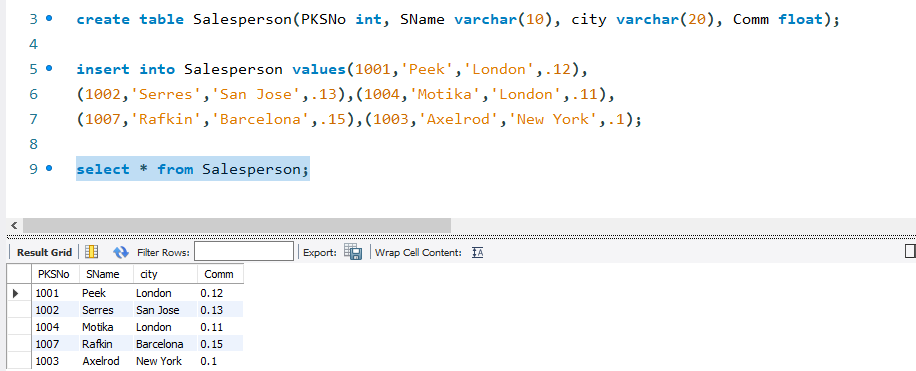 3 create table Salesperson(PKSNo int, SName varchar(10), city varchar(20), Comm float);
4
5 insert into Salesperson values(1001,'Peek','London',.12),
6 (1002,'Serres','San Jose',.13),(1004,'Motika','London',.11),
7 (1007,'Rafkin','Barcelona',.15),(1003,'Axelrod','New York',.1);
8
9 select * from Salesperson;
Result Grid Filter Rows: Export: Wrap Cell Content: IA
PKSNo SName city Comm
1001 Peek London 0.12
1002 Serres San Jose 0.13
1004 Motika London 0.11
1007 Rafkin Barcelona 0.15
1003 Axelrod New York 0.1